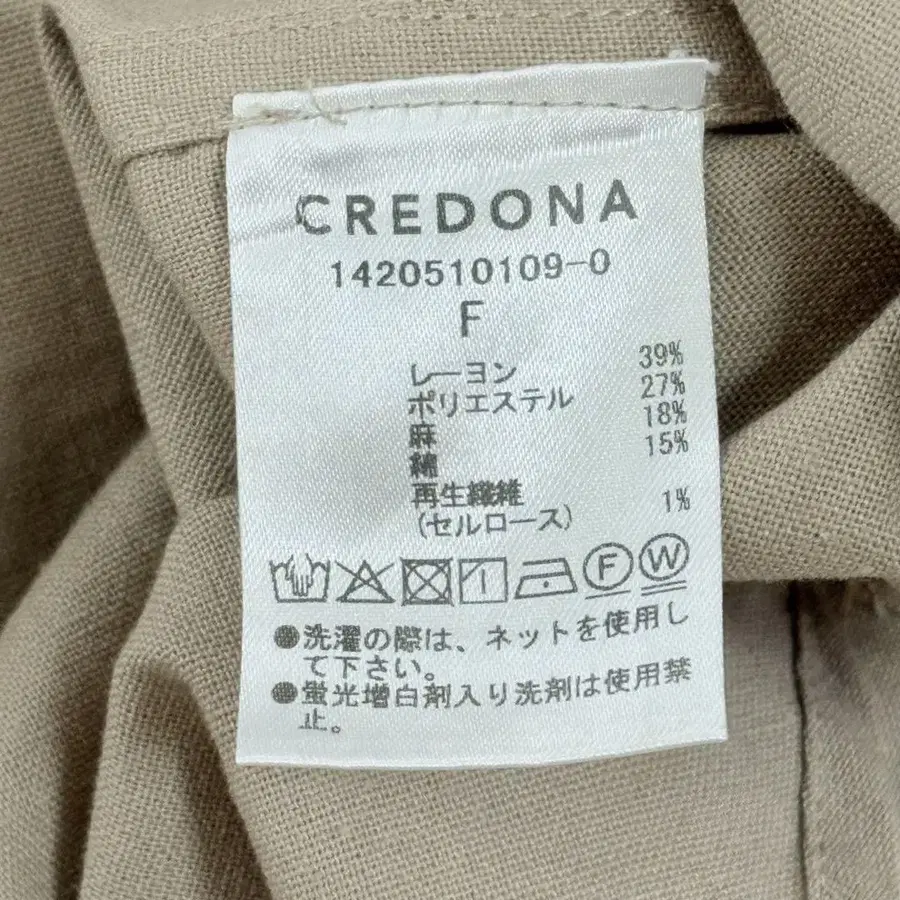 CREDONA
1420510109-0
F
レーヨン 39%
ポリエステル 27%
麻 18%
綿 15%
再生繊維
(セルロース) 1%
F W
●洗濯の際は、ネットを使用し
て下さい。
●蛍光増白剤入り洗剤は使用禁
止。